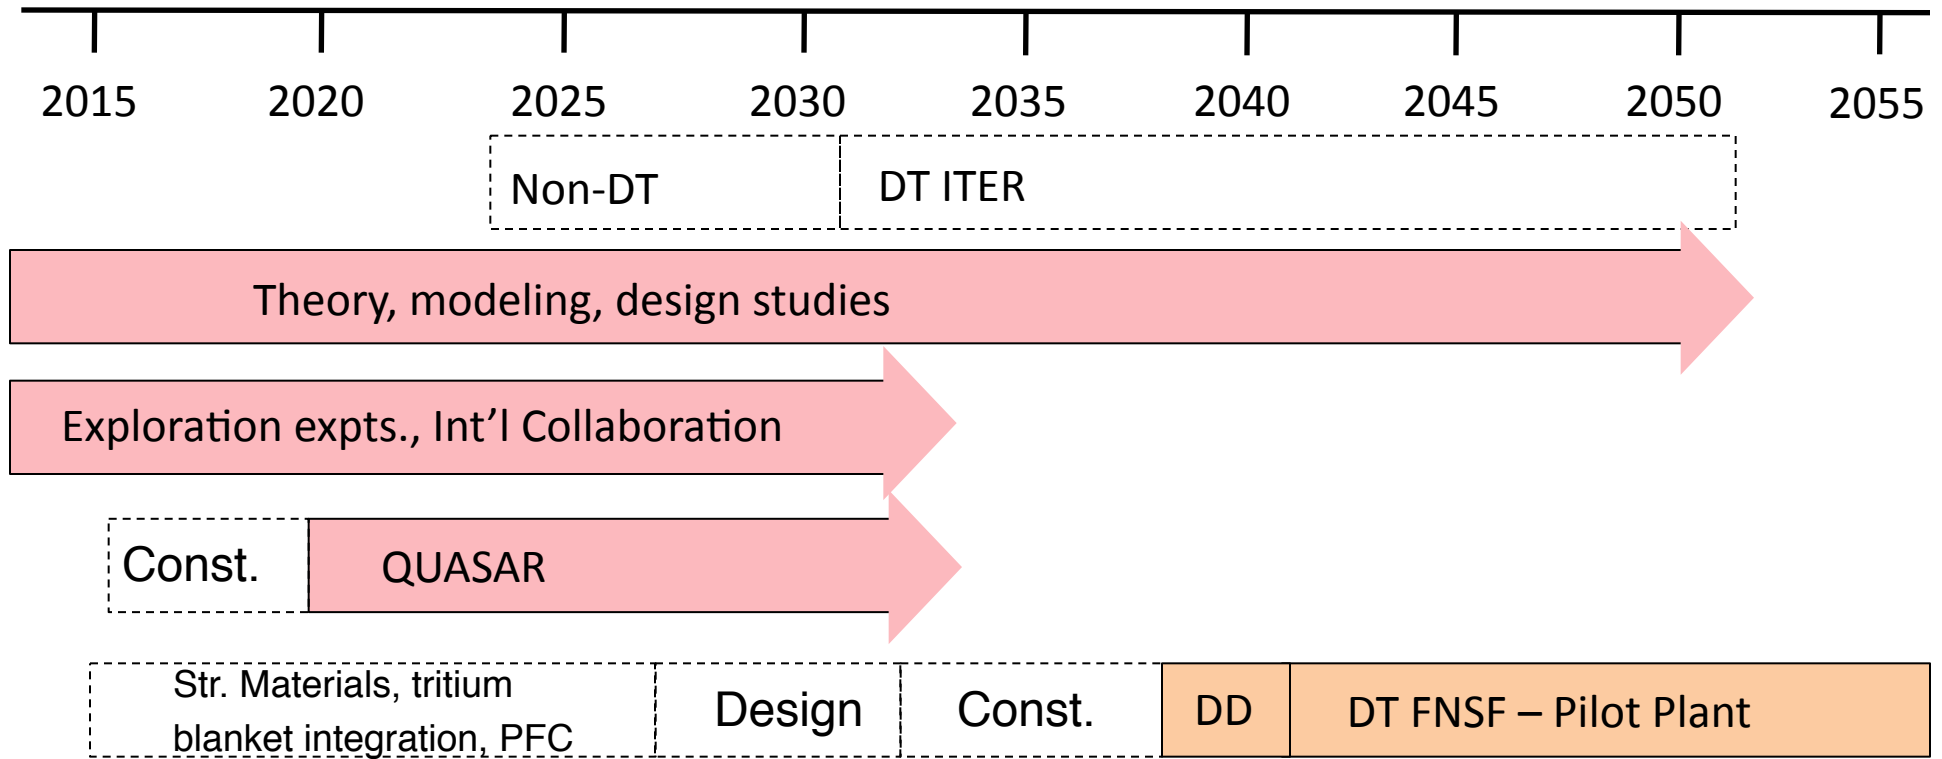 2015 2020 2025 2030 2035 2040 2045 2050 2055
Non-DT DT ITER
Theory, modeling, design studies
Exploration expts., Int’l Collaboration
Const. QUASAR
Str. Materials, tritium
blanket integration, PFC
Design Const. DD DT FNSF – Pilot Plant